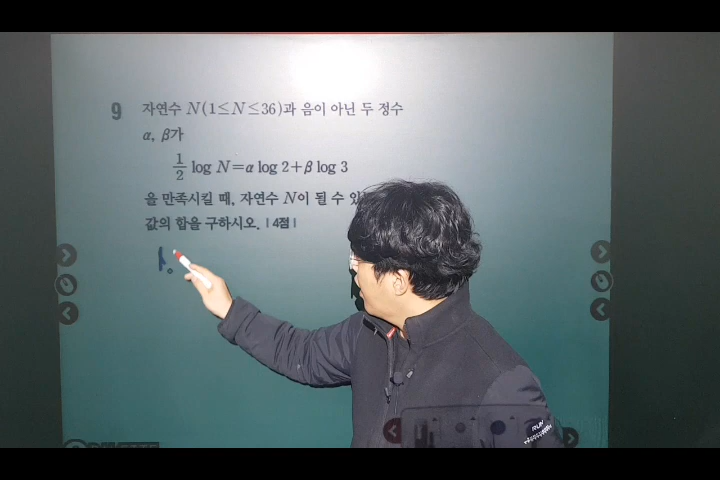 9 자연수 N(1≤N≤36)과 음이 아닌 두 정수
α, β가
1/2 log N=α log 2+β log 3
을 만족시킬 때, 자연수 N이 될 수
값의 합을 구하시오. |4점|
RUN